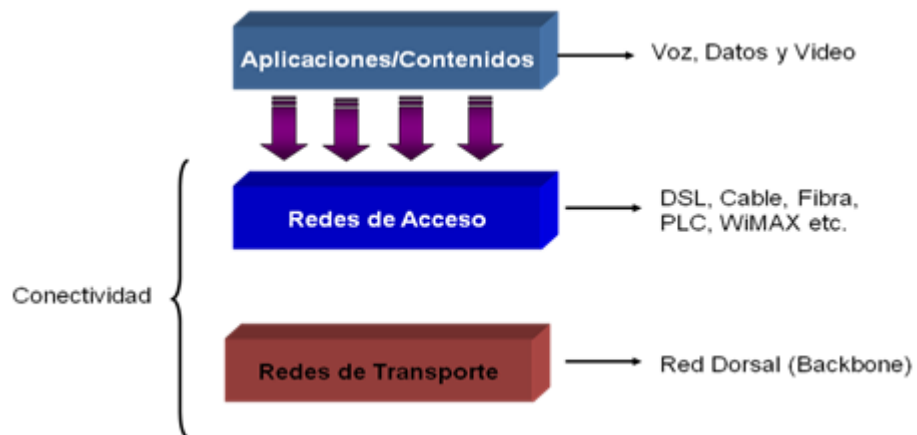 Aplicaciones/Contenidos
Voz, Datos y Video
Redes de Acceso
DSL, Cable, Fibra,
PLC, WiMAX etc.
Conectividad
Redes de Transporte
Red Dorsal (Backbone)